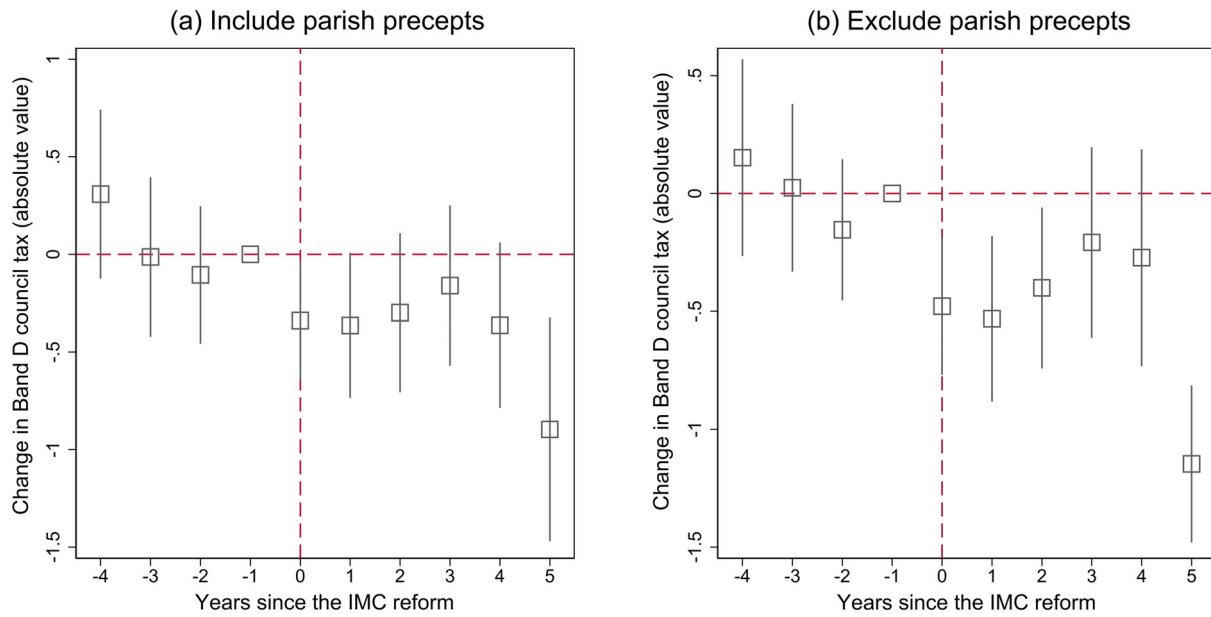 (a) Include parish precepts
Change in Band D council tax (absolute value)
1
.5
0
-.5
-1
-1.5
-4 -3 -2 -1 0 1 2 3 4 5
Years since the IMC reform
(b) Exclude parish precepts
Change in Band D council tax (absolute value)
.5
0
-.5
-1
-1.5
-4 -3 -2 -1 0 1 2 3 4 5
Years since the IMC reform